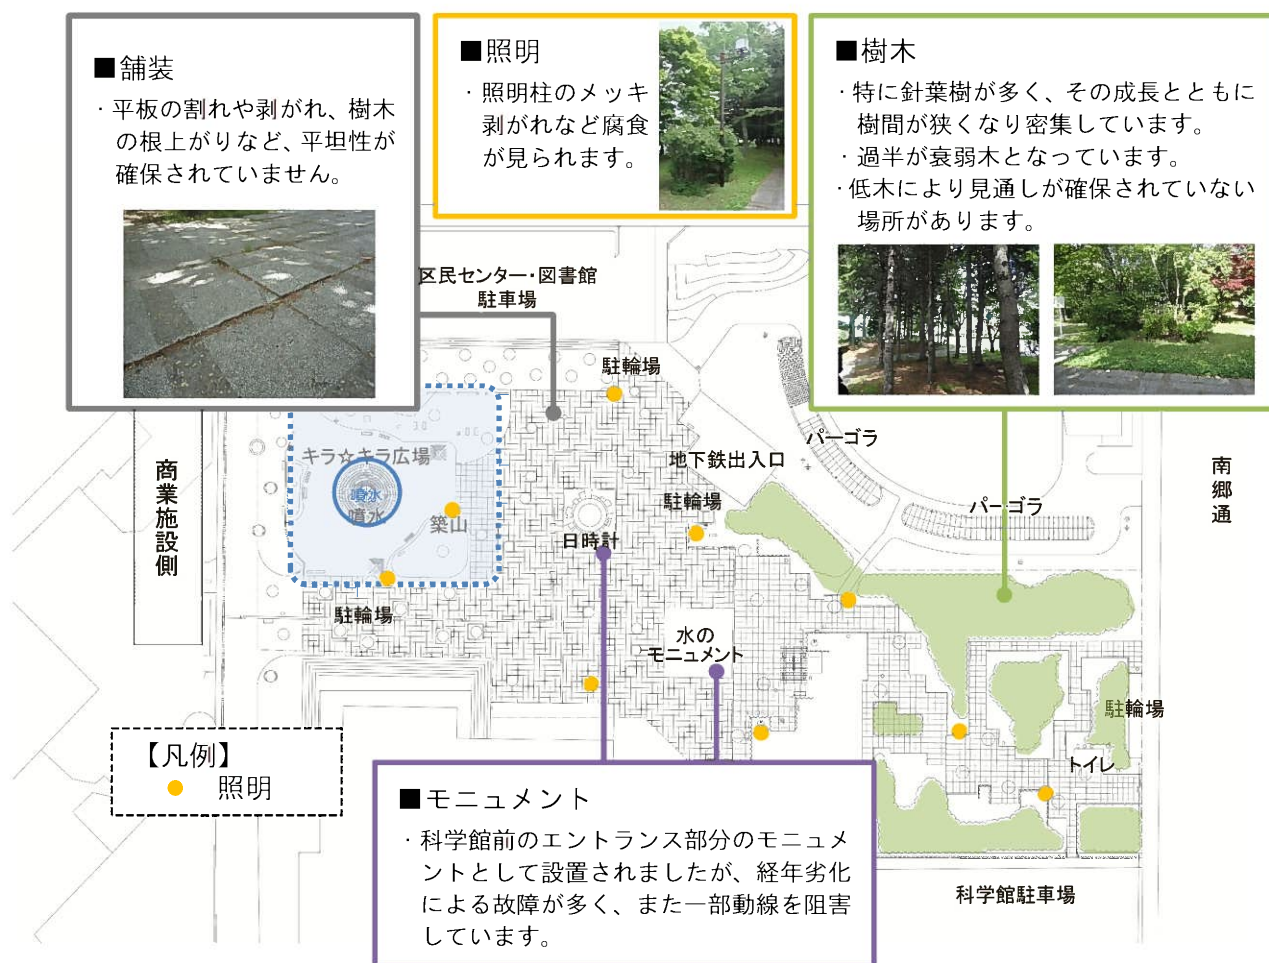 ■舗装
・平板の割れや剥がれ、樹木
の根上がりなど、平坦性が
確保されていません。
■照明
・照明柱のメッキ
剥がれなど腐食
が見られます。
■樹木
・特に針葉樹が多く、その成長とともに
樹間が狭くなり密集しています。
・過半が衰弱木となっています。
・低木により見通しが確保されていない
場所があります。
区民センター・図書館
駐車場
駐輪場
パーゴラ
地下鉄出入口
駐輪場
パーゴラ
南郷通
商業施設側
キラ☆キラ広場
噴水
噴水
築山
日時計
駐輪場
水の
モニュメント
駐輪場
トイレ
【凡例】
照明
■モニュメント
・科学館前のエントランス部分のモニュメ
ントとして設置されましたが、経年劣化
による故障が多く、また一部動線を阻害
しています。
科学館駐車場